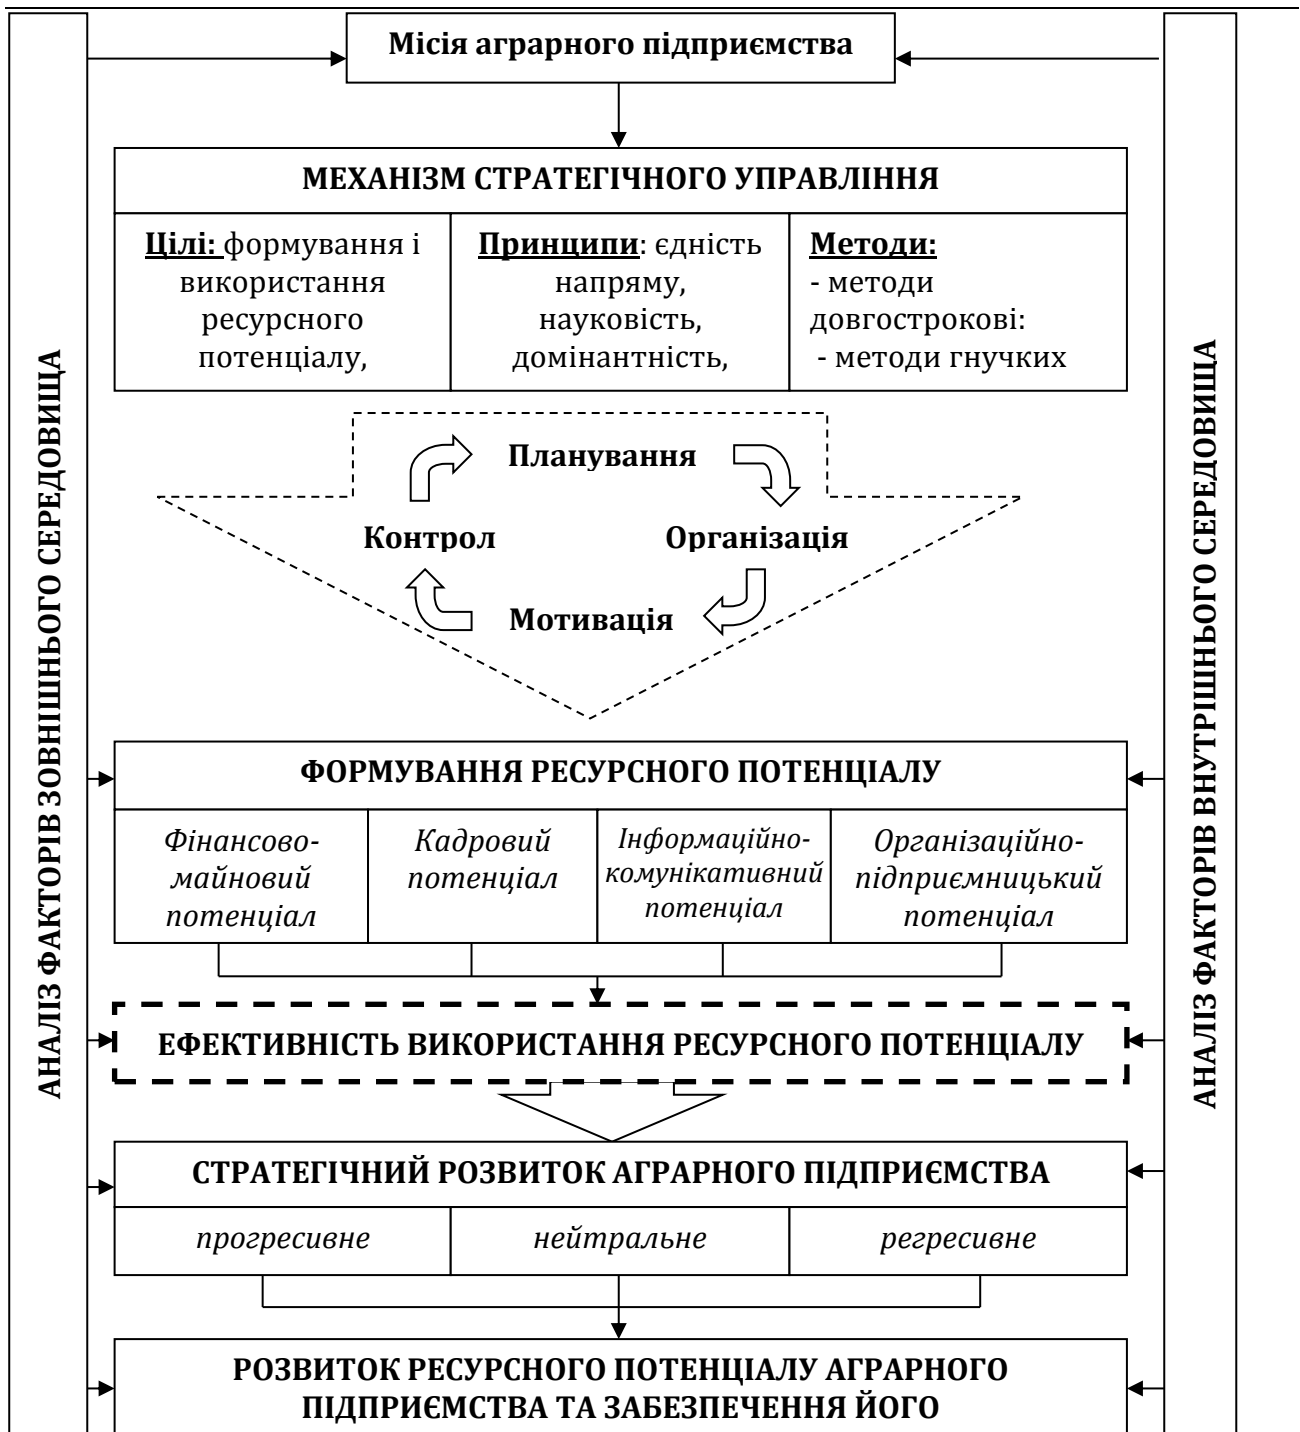 Місія аграрного підприємства
МЕХАНІЗМ СТРАТЕГІЧНОГО УПРАВЛІННЯ
Цілі: формування і
використання
ресурсного
потенціалу,
Принципи: єдність
напряму,
науковість,
домінантність,
Методи:
- методи
довгострокові:
- методи гнучких
Планування
Контрол
Організація
Мотивація
ФОРМУВАННЯ РЕСУРСНОГО ПОТЕНЦІАЛУ
Фінансово-
майновий
потенціал
Кадровий
потенціал
Інформаційно-
комунікативний
потенціал
Організаційно-
підприємницький
потенціал
ЕФЕКТИВНІСТЬ ВИКОРИСТАННЯ РЕСУРСНОГО ПОТЕНЦІАЛУ
СТРАТЕГІЧНИЙ РОЗВИТОК АГРАРНОГО ПІДПРИЄМСТВА
прогресивне
нейтральне
регресивне
РОЗВИТОК РЕСУРСНОГО ПОТЕНЦІАЛУ АГРАРНОГО
ПІДПРИЄМСТВА ТА ЗАБЕЗПЕЧЕННЯ ЙОГО
АНАЛІЗ ФАКТОРІВ ЗОВНІШНЬОГО СЕРЕДОВИЩА
АНАЛІЗ ФАКТОРІВ ВНУТРІШНЬОГО СЕРЕДОВИЩА